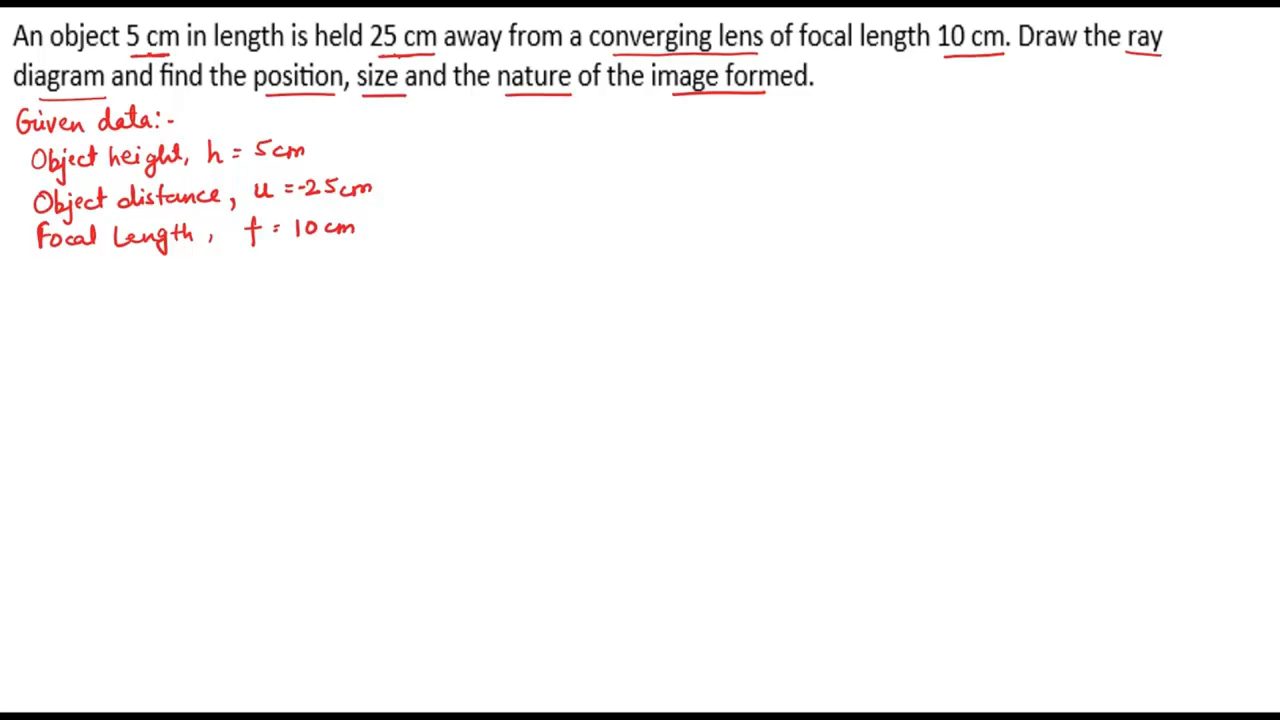 An object 5 cm in length is held 25 cm away from a converging lens of focal length 10 cm. Draw the ray
diagram and find the position, size and the nature of the image formed.
Given data:-
Object height, h = 5cm
Object distance, u = -25cm
Focal Length, f = 10cm